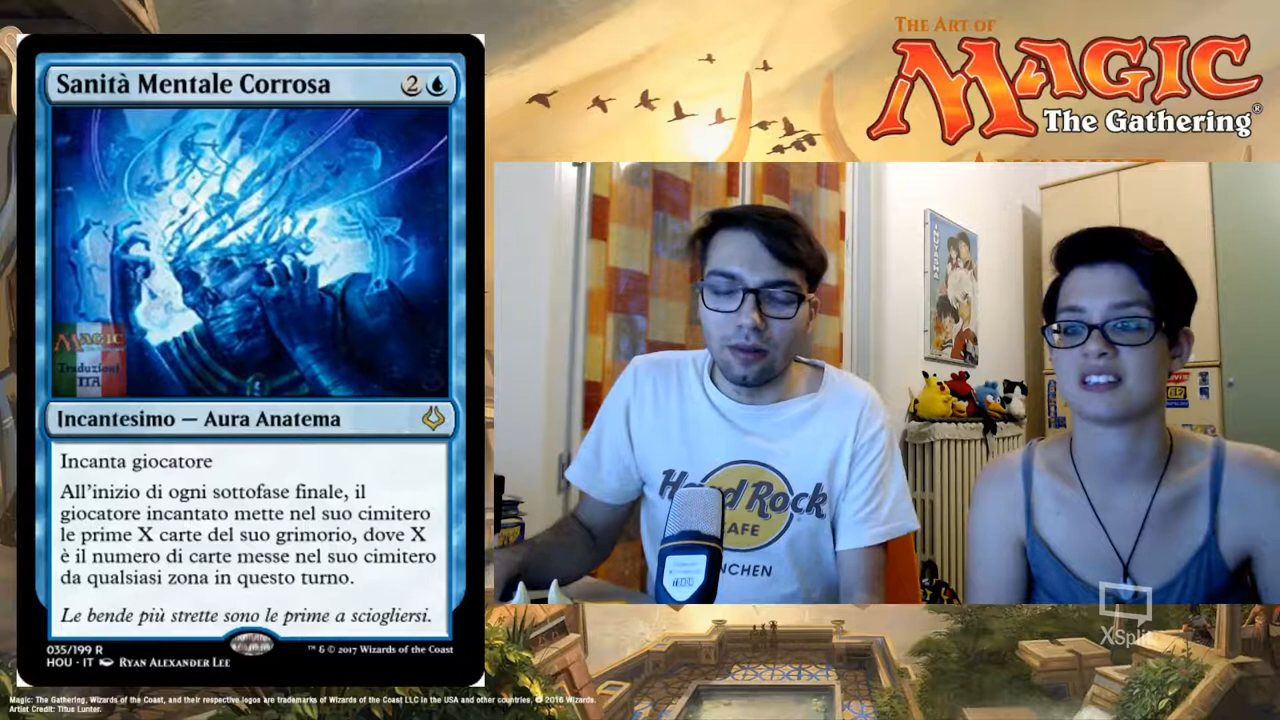 Sanità Mentale Corrosa
2
MAGIC
Traduzioni
ITA
Incantesimo — Aura Anatema
Incanta giocatore
All'inizio di ogni sottofase finale, il
giocatore incantato mette nel suo cimitero
le prime X carte del suo grimorio, dove X
è il numero di carte messe nel suo cimitero
da qualsiasi zona in questo turno.
Le bende più strette sono le prime a sciogliersi.
035/199 R
HOU · IT RYAN ALEXANDER LEE
™ & © 2017 Wizards of the Coast
THE ART OF
MAGIC
The Gathering®
INUYASHA
Hard Rock
CAFE
XSplit
Magic: The Gathering, Wizards of the Coast, and their respective logos are trademarks of Wizards of the Coast LLC in the USA and other countries. © 2016 Wizards.
Artist Credit: Titus Lunter.